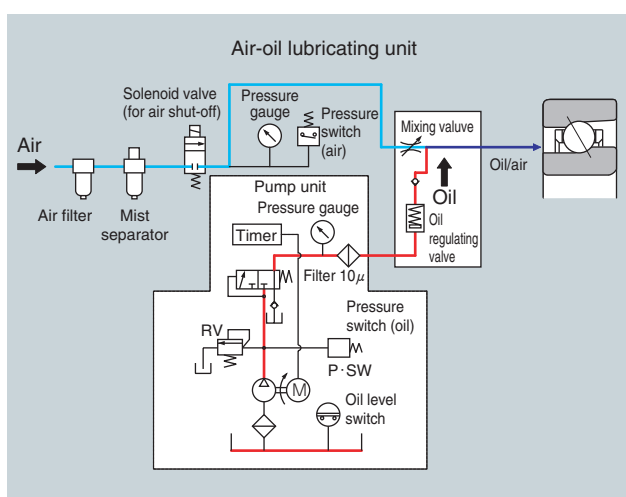 Air-oil lubricating unit
Solenoid valve
(for air shut-off)
Pressure
gauge
Pressure
switch
(air)
Mixing valuve
Air
Oil/air
Oil
Air filter
Mist
separator
Pump unit
Pressure gauge
Timer
Oil
regulating
valve
Filter 10μ
Pressure
switch (oil)
RV
P·SW
M
Oil level
switch